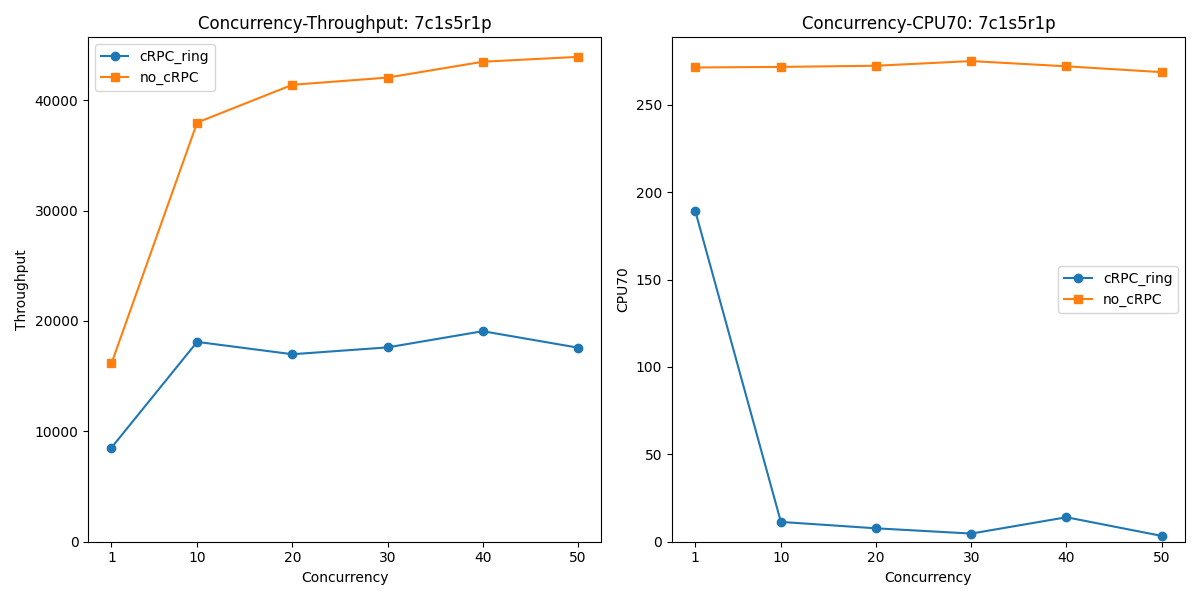 Concurrency-Throughput: 7c1s5r1p
cRPC_ring
no_cRPC
40000
30000
20000
10000
0
Throughput
1 10 20 30 40 50
Concurrency
Concurrency-CPU70: 7c1s5r1p
250
200
150
100
50
0
CPU70
cRPC_ring
no_cRPC
1 10 20 30 40 50
Concurrency